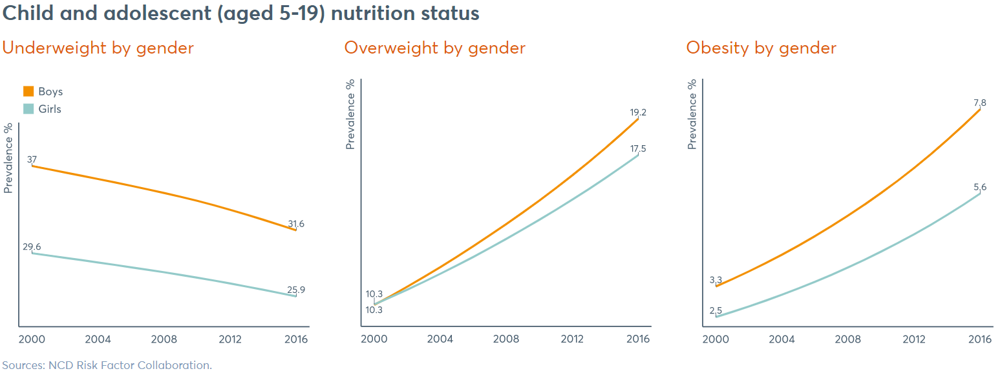 Child and adolescent (aged 5-19) nutrition status
Underweight by gender
Boys
Girls
Prevalence %
37
29.6
31.6
25.9
2000 2004 2008 2012 2016
Overweight by gender
Prevalence %
19.2
17.5
10.3
10.3
2000 2004 2008 2012 2016
Obesity by gender
Prevalence %
7.8
5.6
3.3
2.5
2000 2004 2008 2012 2016
Sources: NCD Risk Factor Collaboration.